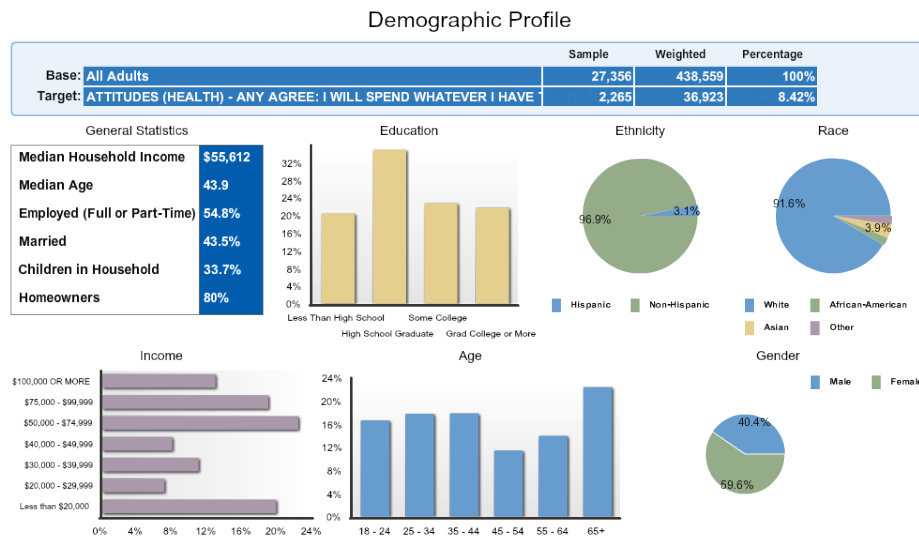 Demographic Profile
Sample Weighted Percentage
Base: All Adults 27,356 438,559 100%
Target: ATTITUDES (HEALTH) - ANY AGREE: I WILL SPEND WHATEVER I HAVE T 2,265 36,923 8.42%
General Statistics
Median Household Income $55,612
Median Age 43.9
Employed (Full or Part-Time) 54.8%
Married 43.5%
Children in Household 33.7%
Homeowners 80%
Education
32%
28%
24%
20%
16%
12%
8%
4%
0%
Less Than High School Some College
High School Graduate Grad College or More
Ethnicity
96.9% 3.1%
Hispanic Non-Hispanic
Race
91.6%
3.9%
White African-American
Asian Other
Income
$100,000 OR MORE
$75,000 - $99,999
$50,000 - $74,999
$40,000 - $49,999
$30,000 - $39,999
$20,000 - $29,999
Less than $20,000
0% 4% 8% 12% 16% 20% 24%
Age
24%
20%
16%
12%
8%
4%
0%
18 - 24 25 - 34 35 - 44 45 - 54 55 - 64 65+
Gender
Male Female
40.4%
59.6%